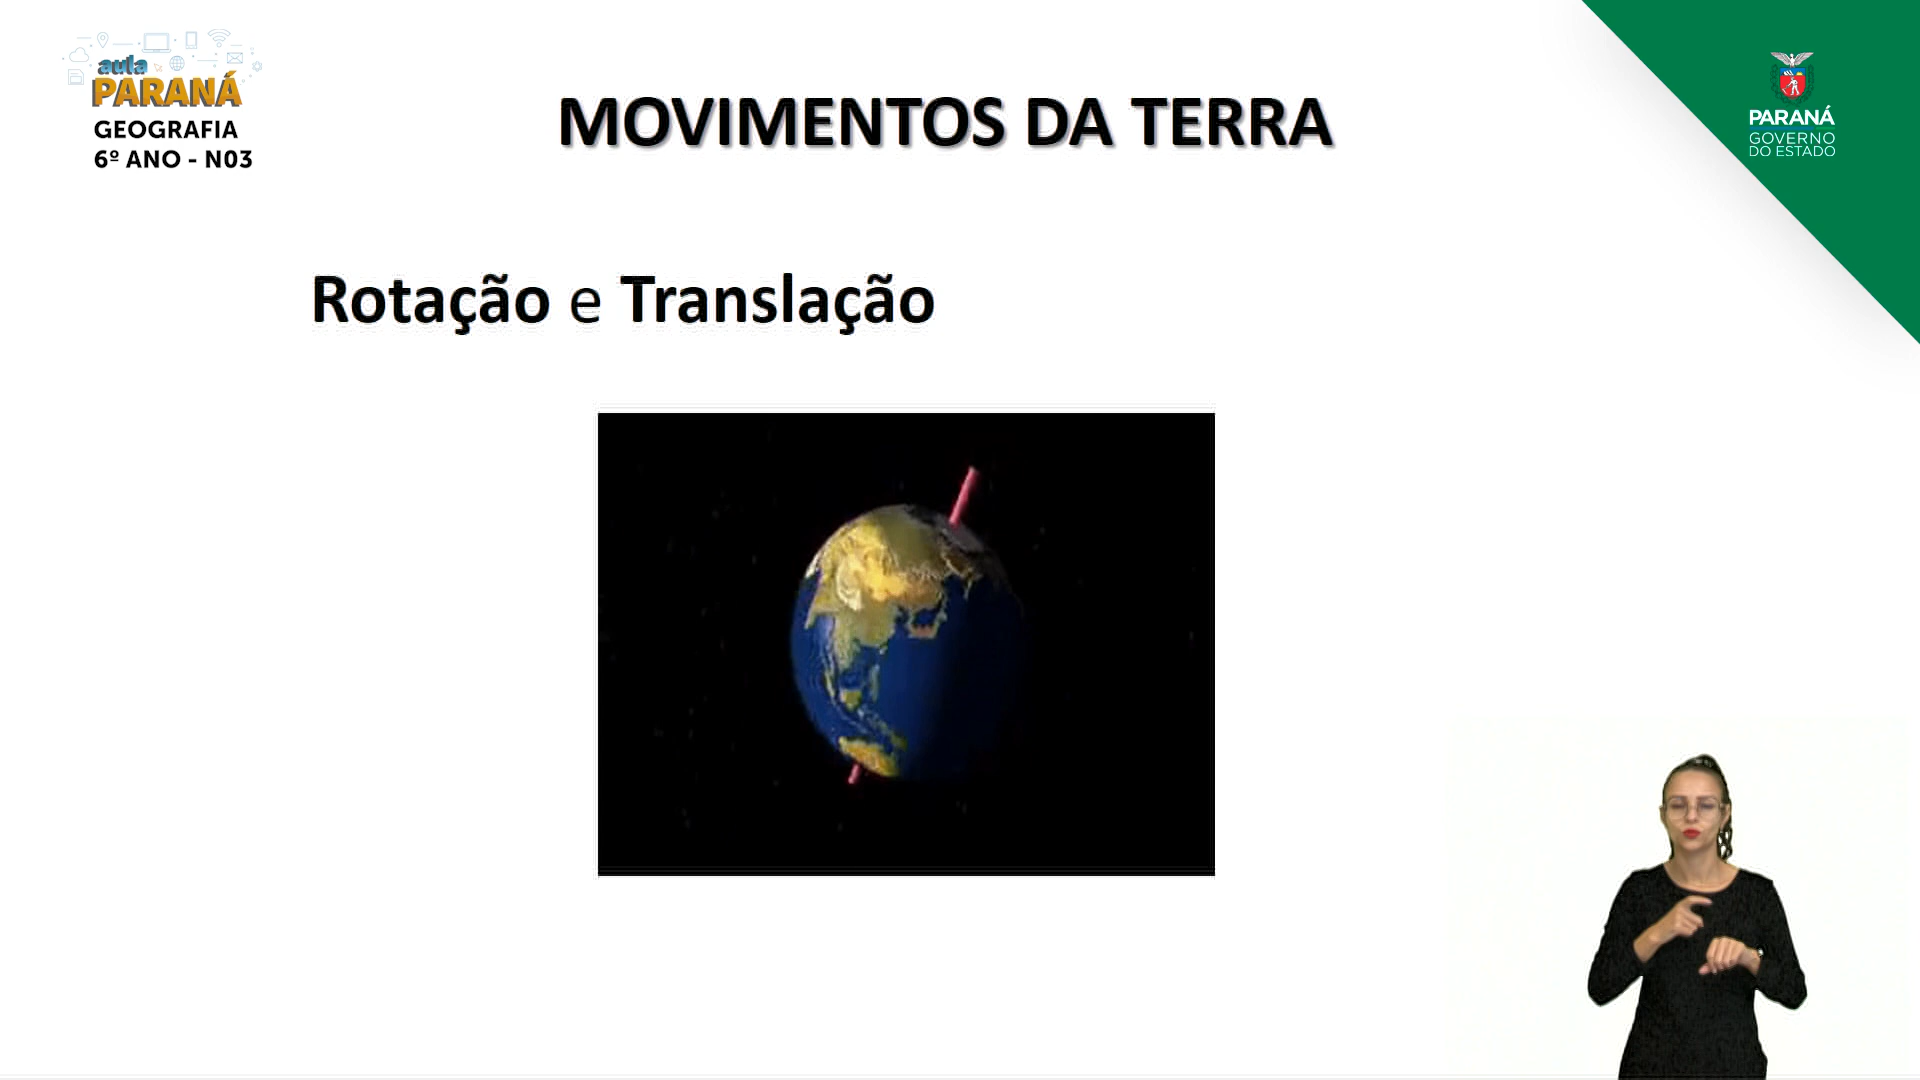 aula
PARANÁ
GEOGRAFIA
6º ANO - N03
MOVIMENTOS DA TERRA
PARANÁ
GOVERNO
DO ESTADO
Rotação e Translação